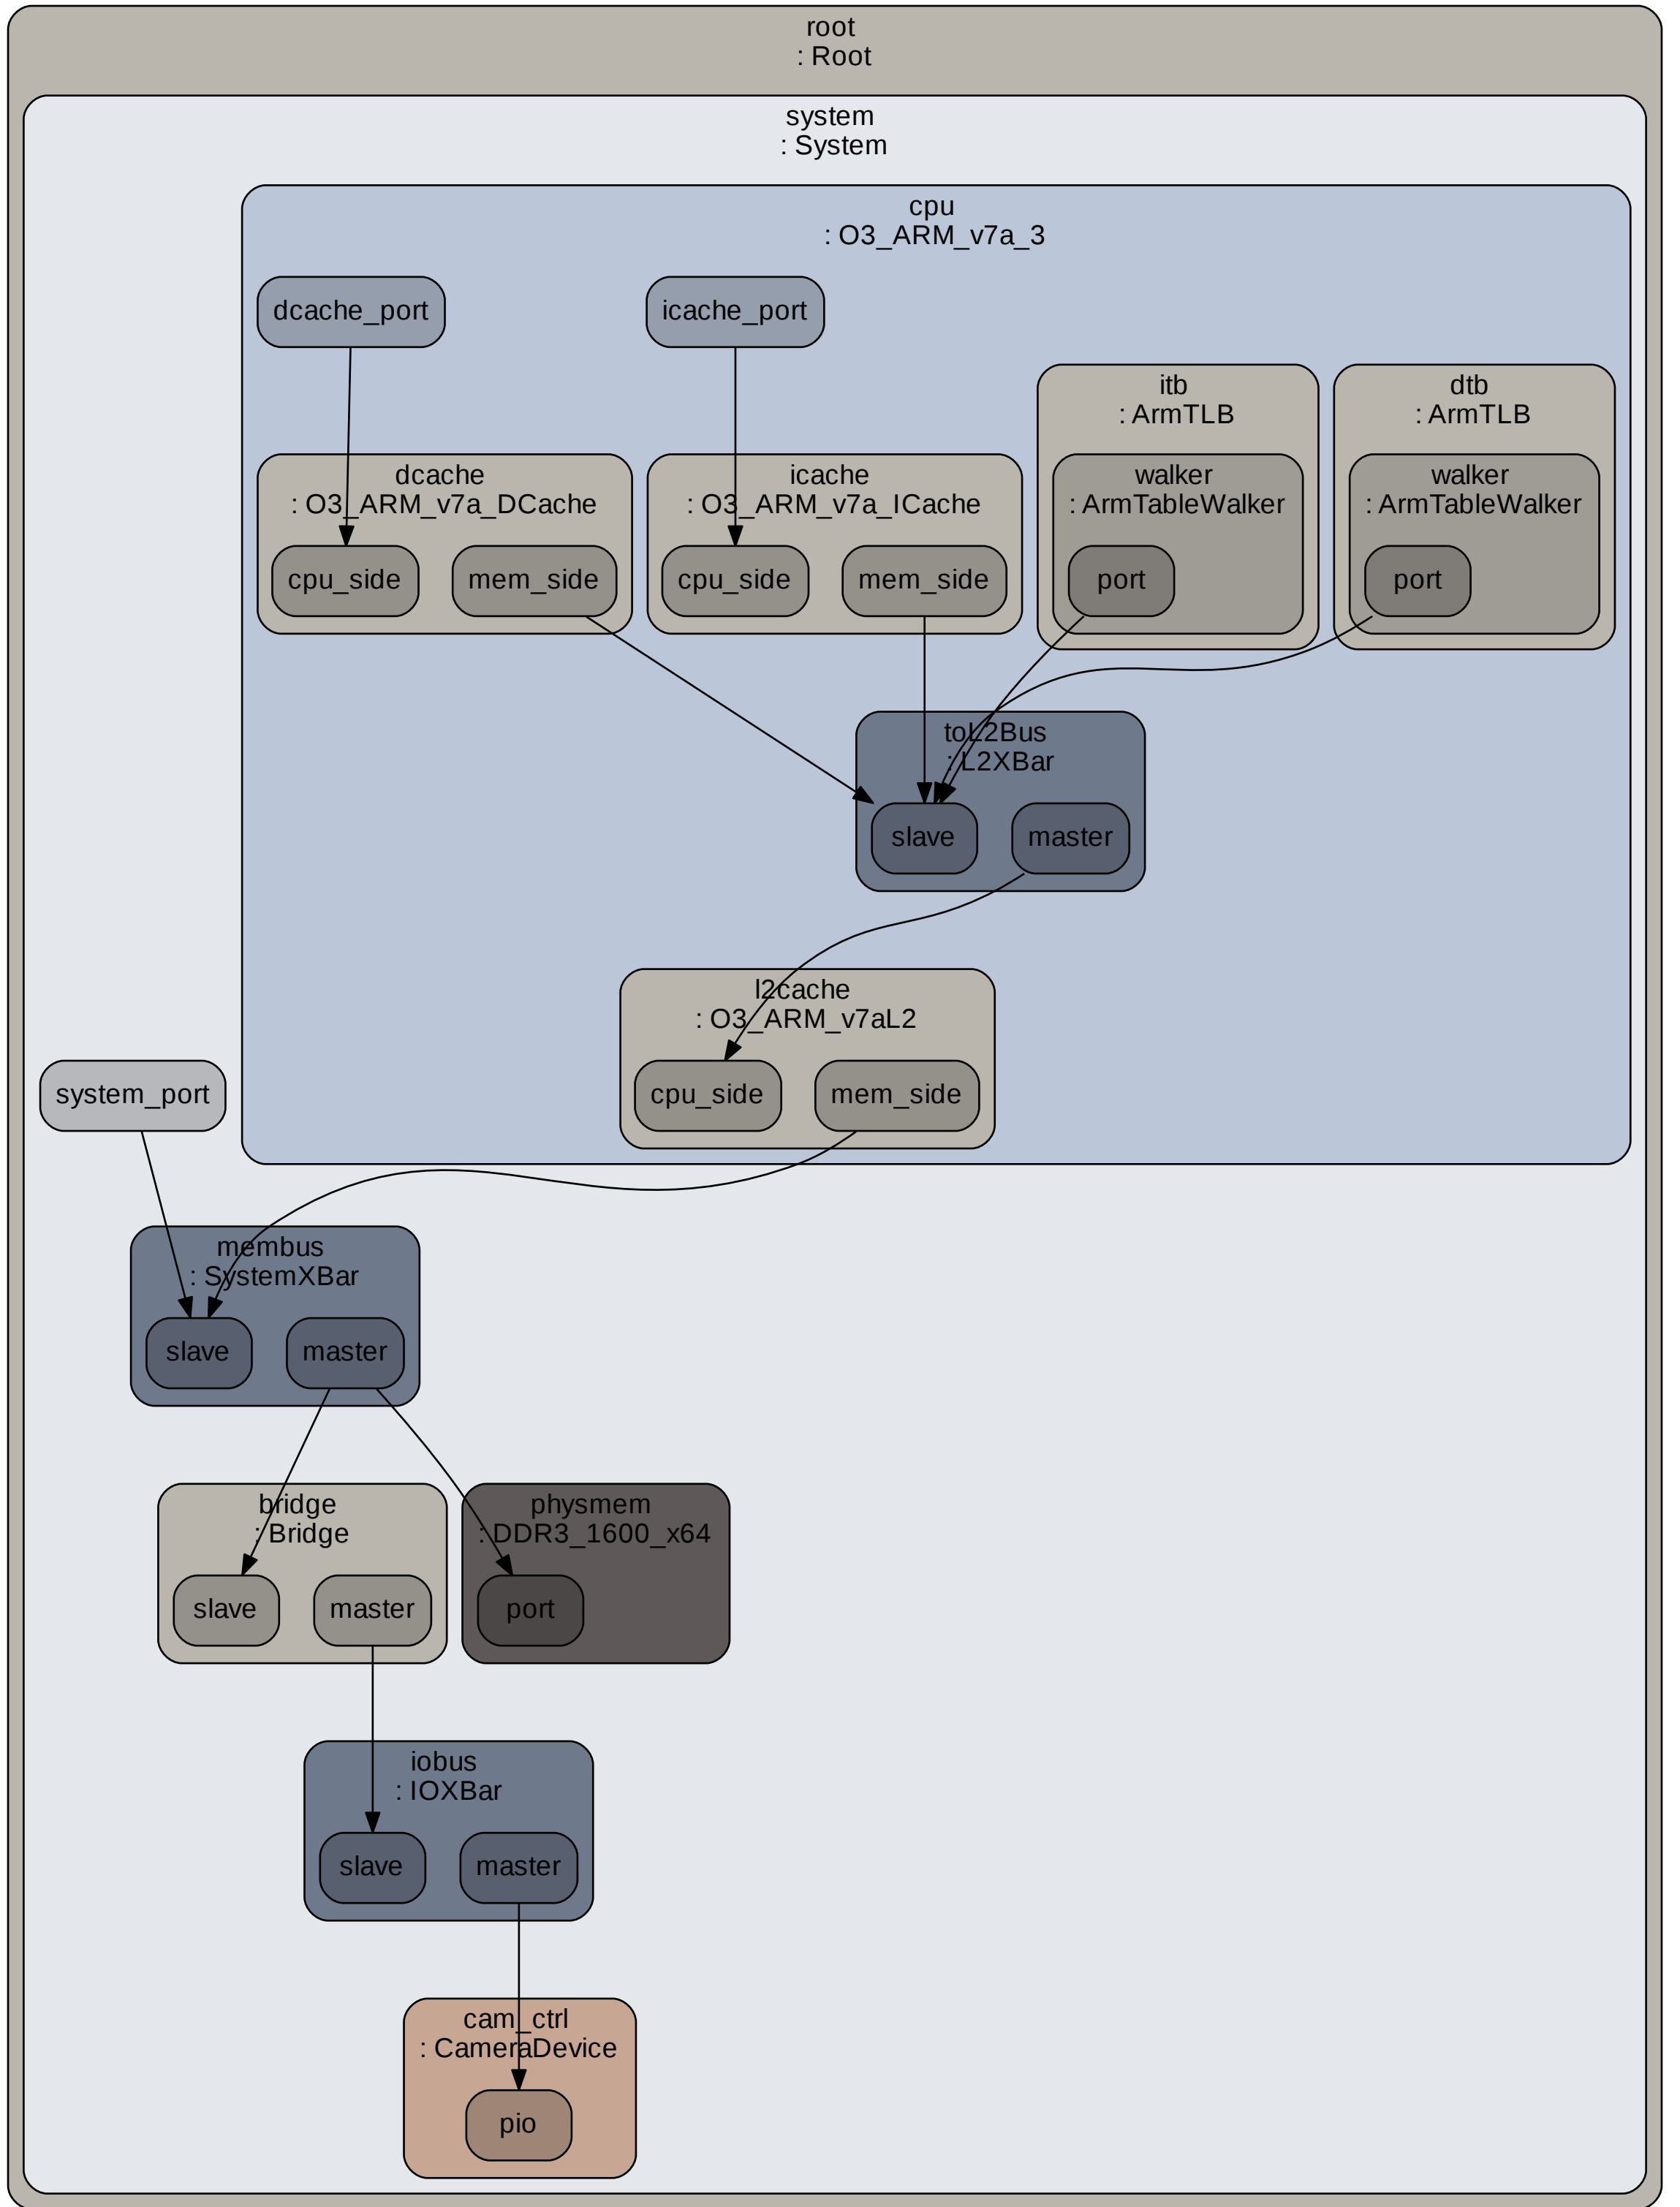 root
: Root
system
: System
cpu
: O3_ARM_v7a_3
dcache_port
icache_port
itb
: ArmTLB
dtb
: ArmTLB
dcache
: O3_ARM_v7a_DCache
icache
: O3_ARM_v7a_ICache
walker
: ArmTableWalker
walker
: ArmTableWalker
cpu_side
mem_side
cpu_side
mem_side
port
port
toL2Bus
: L2XBar
slave
master
l2cache
: O3_ARM_v7aL2
system_port
cpu_side
mem_side
membus
: SystemXBar
slave
master
bridge
: Bridge
physmem
: DDR3_1600_x64
slave
master
port
iobus
: IOXBar
slave
master
cam_ctrl
: CameraDevice
pio